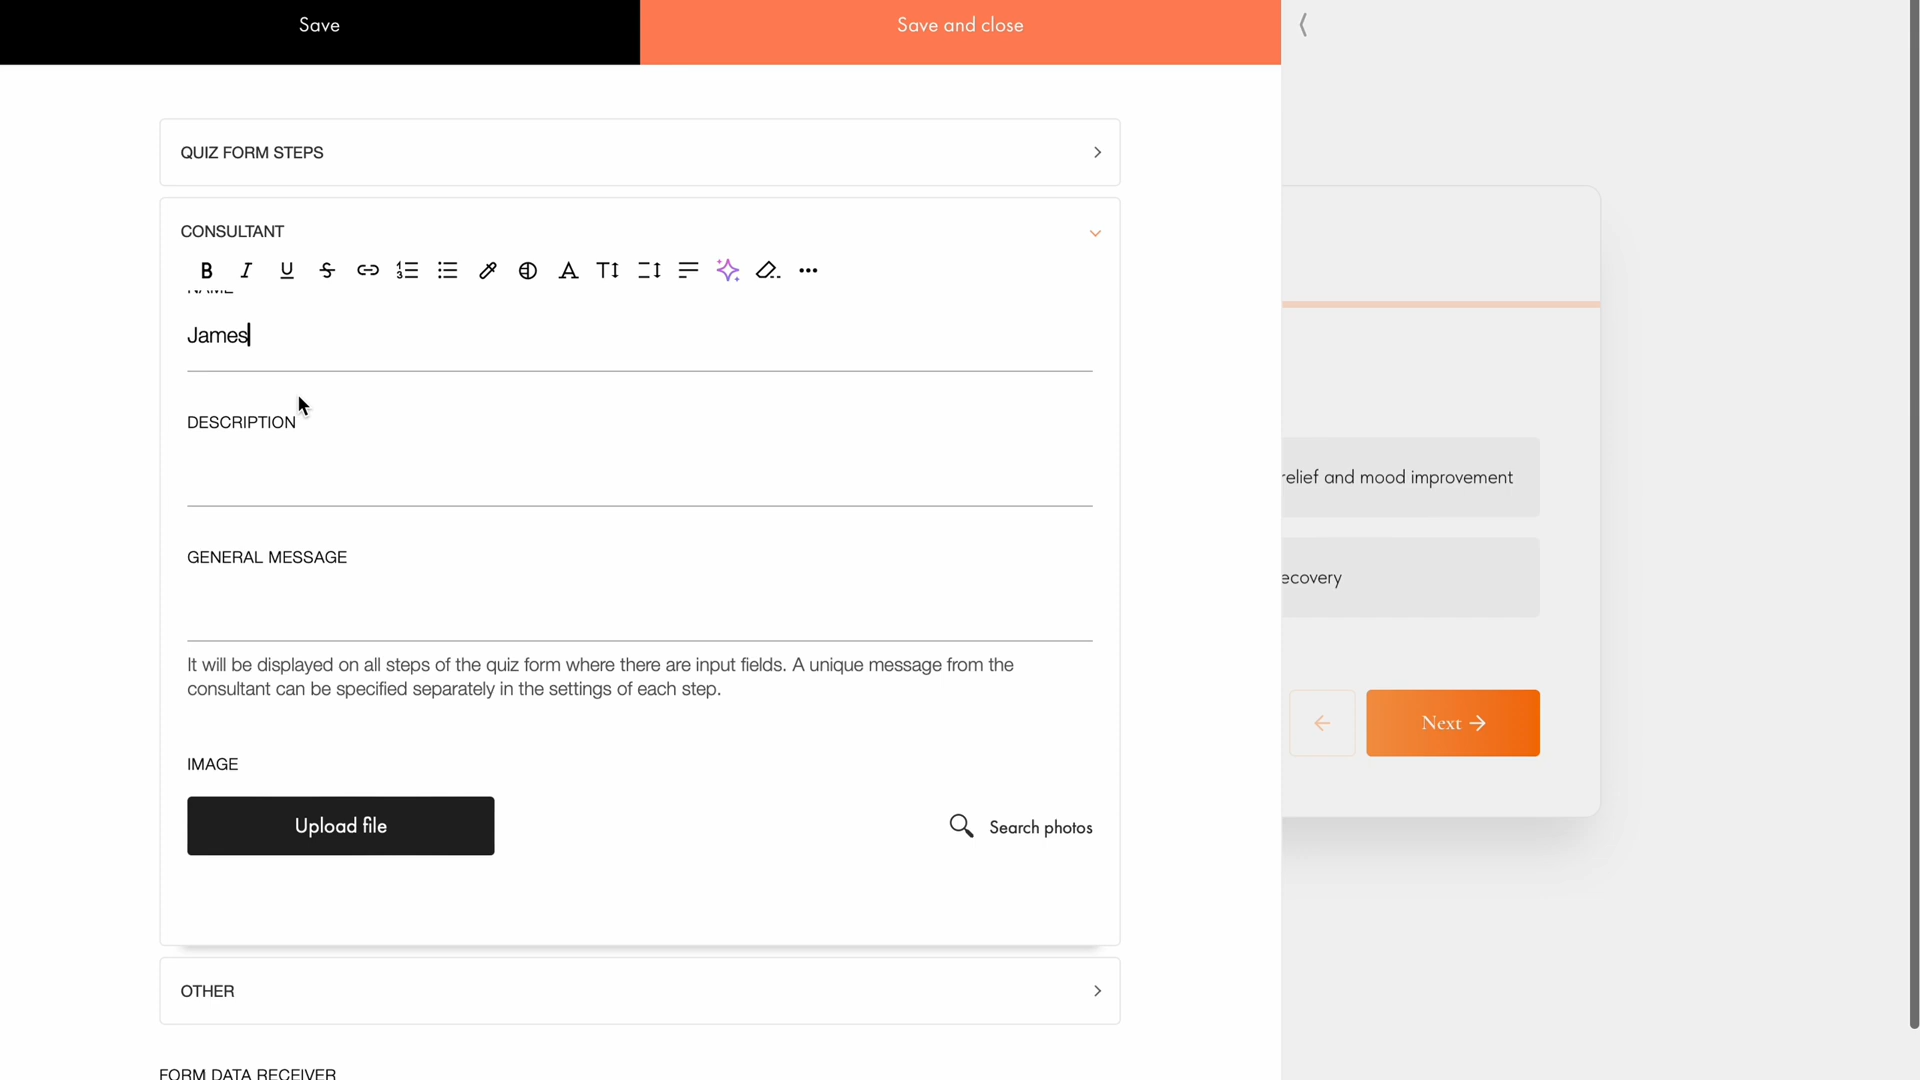 Save
Save and close
QUIZ FORM STEPS
CONSULTANT
NAME
James
DESCRIPTION
GENERAL MESSAGE
It will be displayed on all steps of the quiz form where there are input fields. A unique message from the
consultant can be specified separately in the settings of each step.
IMAGE
Upload file
Search photos
OTHER
FORM DATA RECEIVER
relief and mood improvement
ecovery
Next →